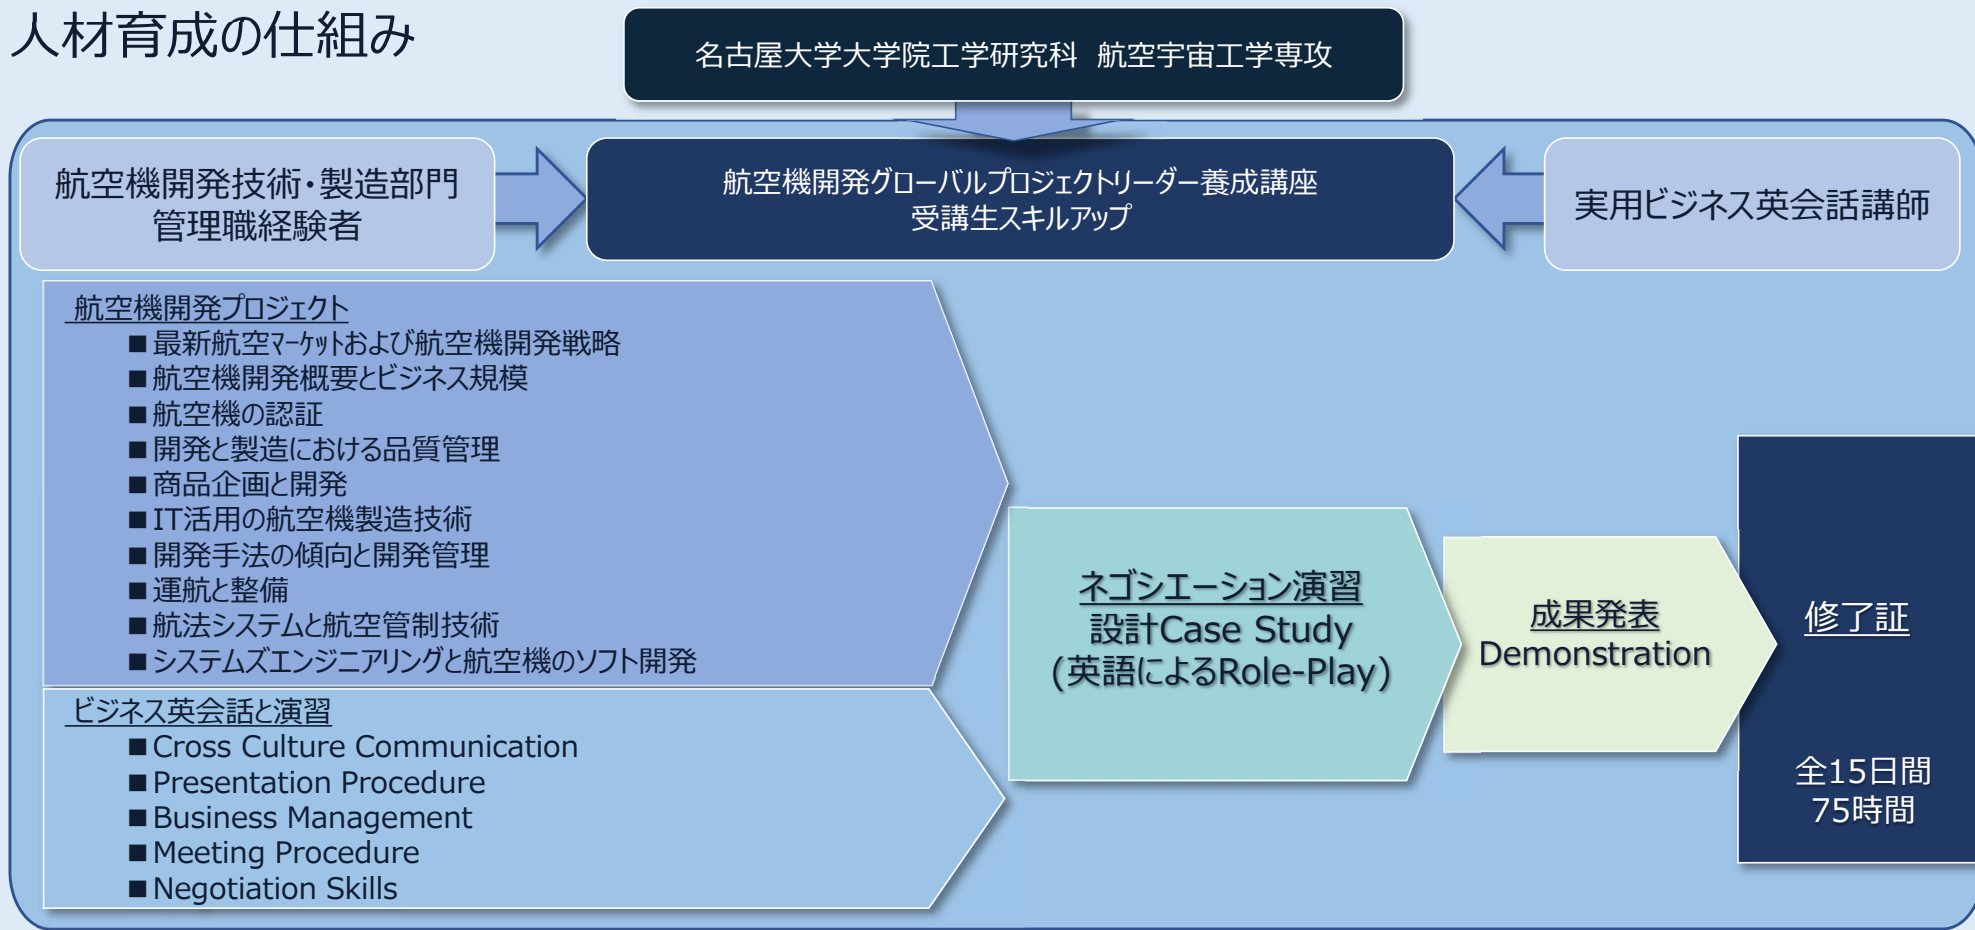 人材育成の仕組み
名古屋大学大学院工学研究科 航空宇宙工学専攻
航空機開発技術・製造部門
管理職経験者
航空機開発グローバルプロジェクトリーダー養成講座
受講生スキルアップ
実用ビジネス英会話講師
航空機開発プロジェクト
■最新航空マーケットおよび航空機開発戦略
■航空機開発概要とビジネス規模
■航空機の認証
■開発と製造における品質管理
■商品企画と開発
■IT活用の航空機製造技術
■開発手法の傾向と開発管理
■運航と整備
■航法システムと航空管制技術
■システムズエンジニアリングと航空機のソフト開発
ビジネス英会話と演習
■Cross Culture Communication
■Presentation Procedure
■Business Management
■Meeting Procedure
■Negotiation Skills
ネゴシエーション演習
設計Case Study
(英語によるRole-Play)
成果発表
Demonstration
修了証
全15日間
75時間